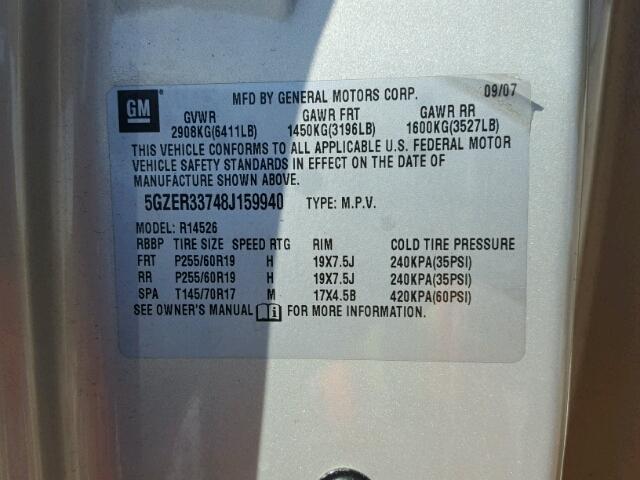 GM
MFD BY GENERAL MOTORS CORP. 09/07
GVWR GAWR FRT GAWR RR
2908KG(6411LB) 1450KG(3196LB) 1600KG(3527LB)
THIS VEHICLE CONFORMS TO ALL APPLICABLE U.S. FEDERAL MOTOR
VEHICLE SAFETY STANDARDS IN EFFECT ON THE DATE OF
MANUFACTURE SHOWN ABOVE.
5GZER33748J159940 TYPE: M.P.V.
MODEL: R14526
RBBP TIRE SIZE SPEED RTG RIM COLD TIRE PRESSURE
FRT P255/60R19 H 19X7.5J 240KPA(35PSI)
RR P255/60R19 H 19X7.5J 240KPA(35PSI)
SPA T145/70R17 M 17X4.5B 420KPA(60PSI)
SEE OWNER'S MANUAL FOR MORE INFORMATION.